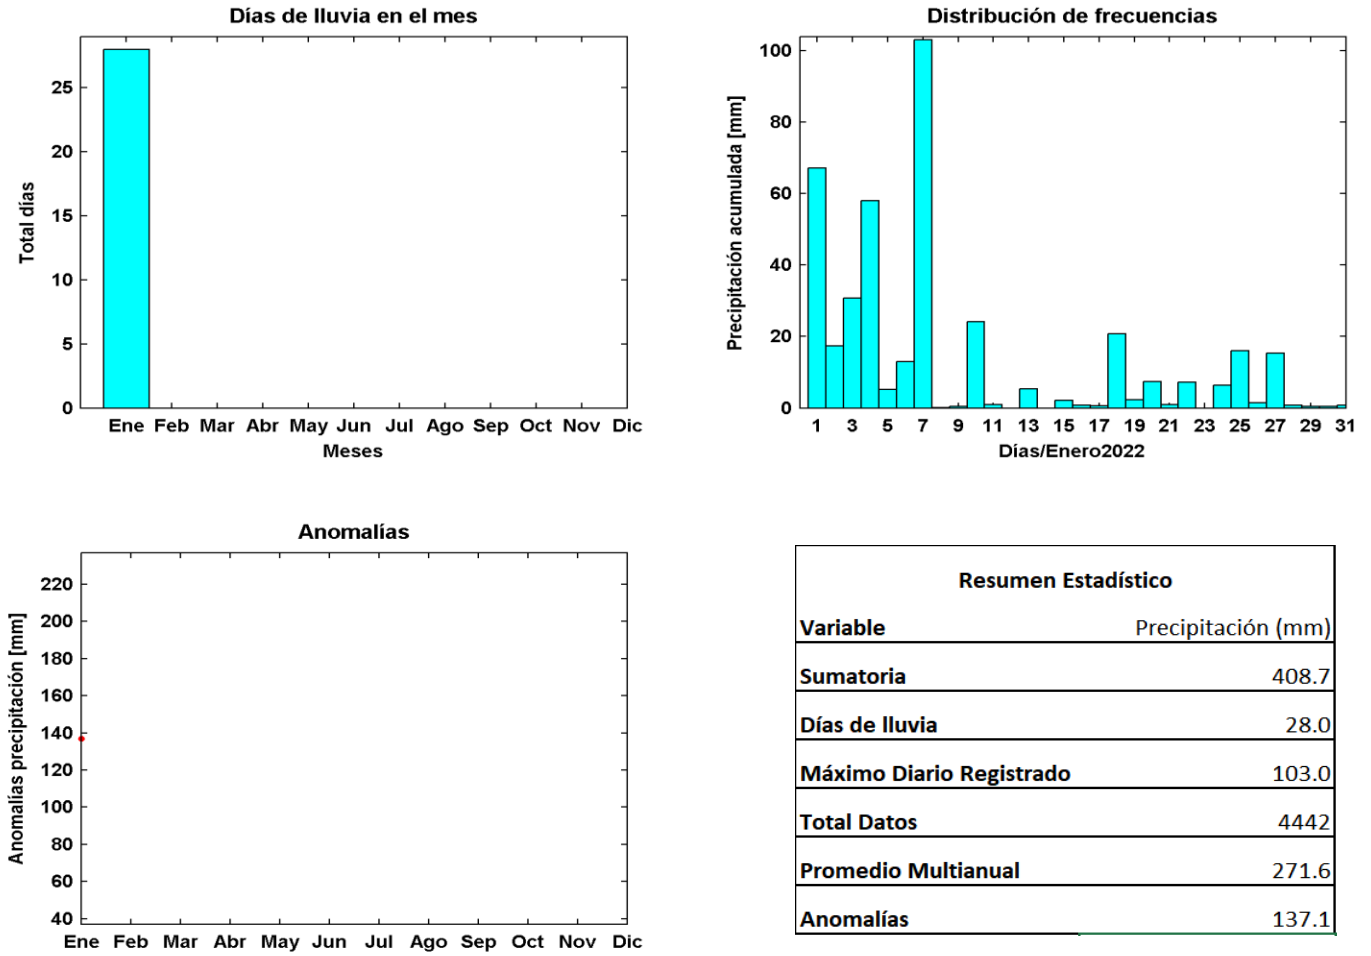 Días de lluvia en el mes
Total días
25
20
15
10
5
0
Ene Feb Mar Abr May Jun Jul Ago Sep Oct Nov Dic
Meses
Distribución de frecuencias
Precipitación acumulada [mm]
100
80
60
40
20
0
1 3 5 7 9 11 13 15 17 19 21 23 25 27 29 31
Días/Enero2022
Anomalías
Anomalías precipitación [mm]
220
200
180
160
140
120
100
80
60
40
Ene Feb Mar Abr May Jun Jul Ago Sep Oct Nov Dic
Resumen Estadístico
Variable Precipitación (mm)
Sumatoria 408.7
Días de lluvia 28.0
Máximo Diario Registrado 103.0
Total Datos 4442
Promedio Multianual 271.6
Anomalías 137.1